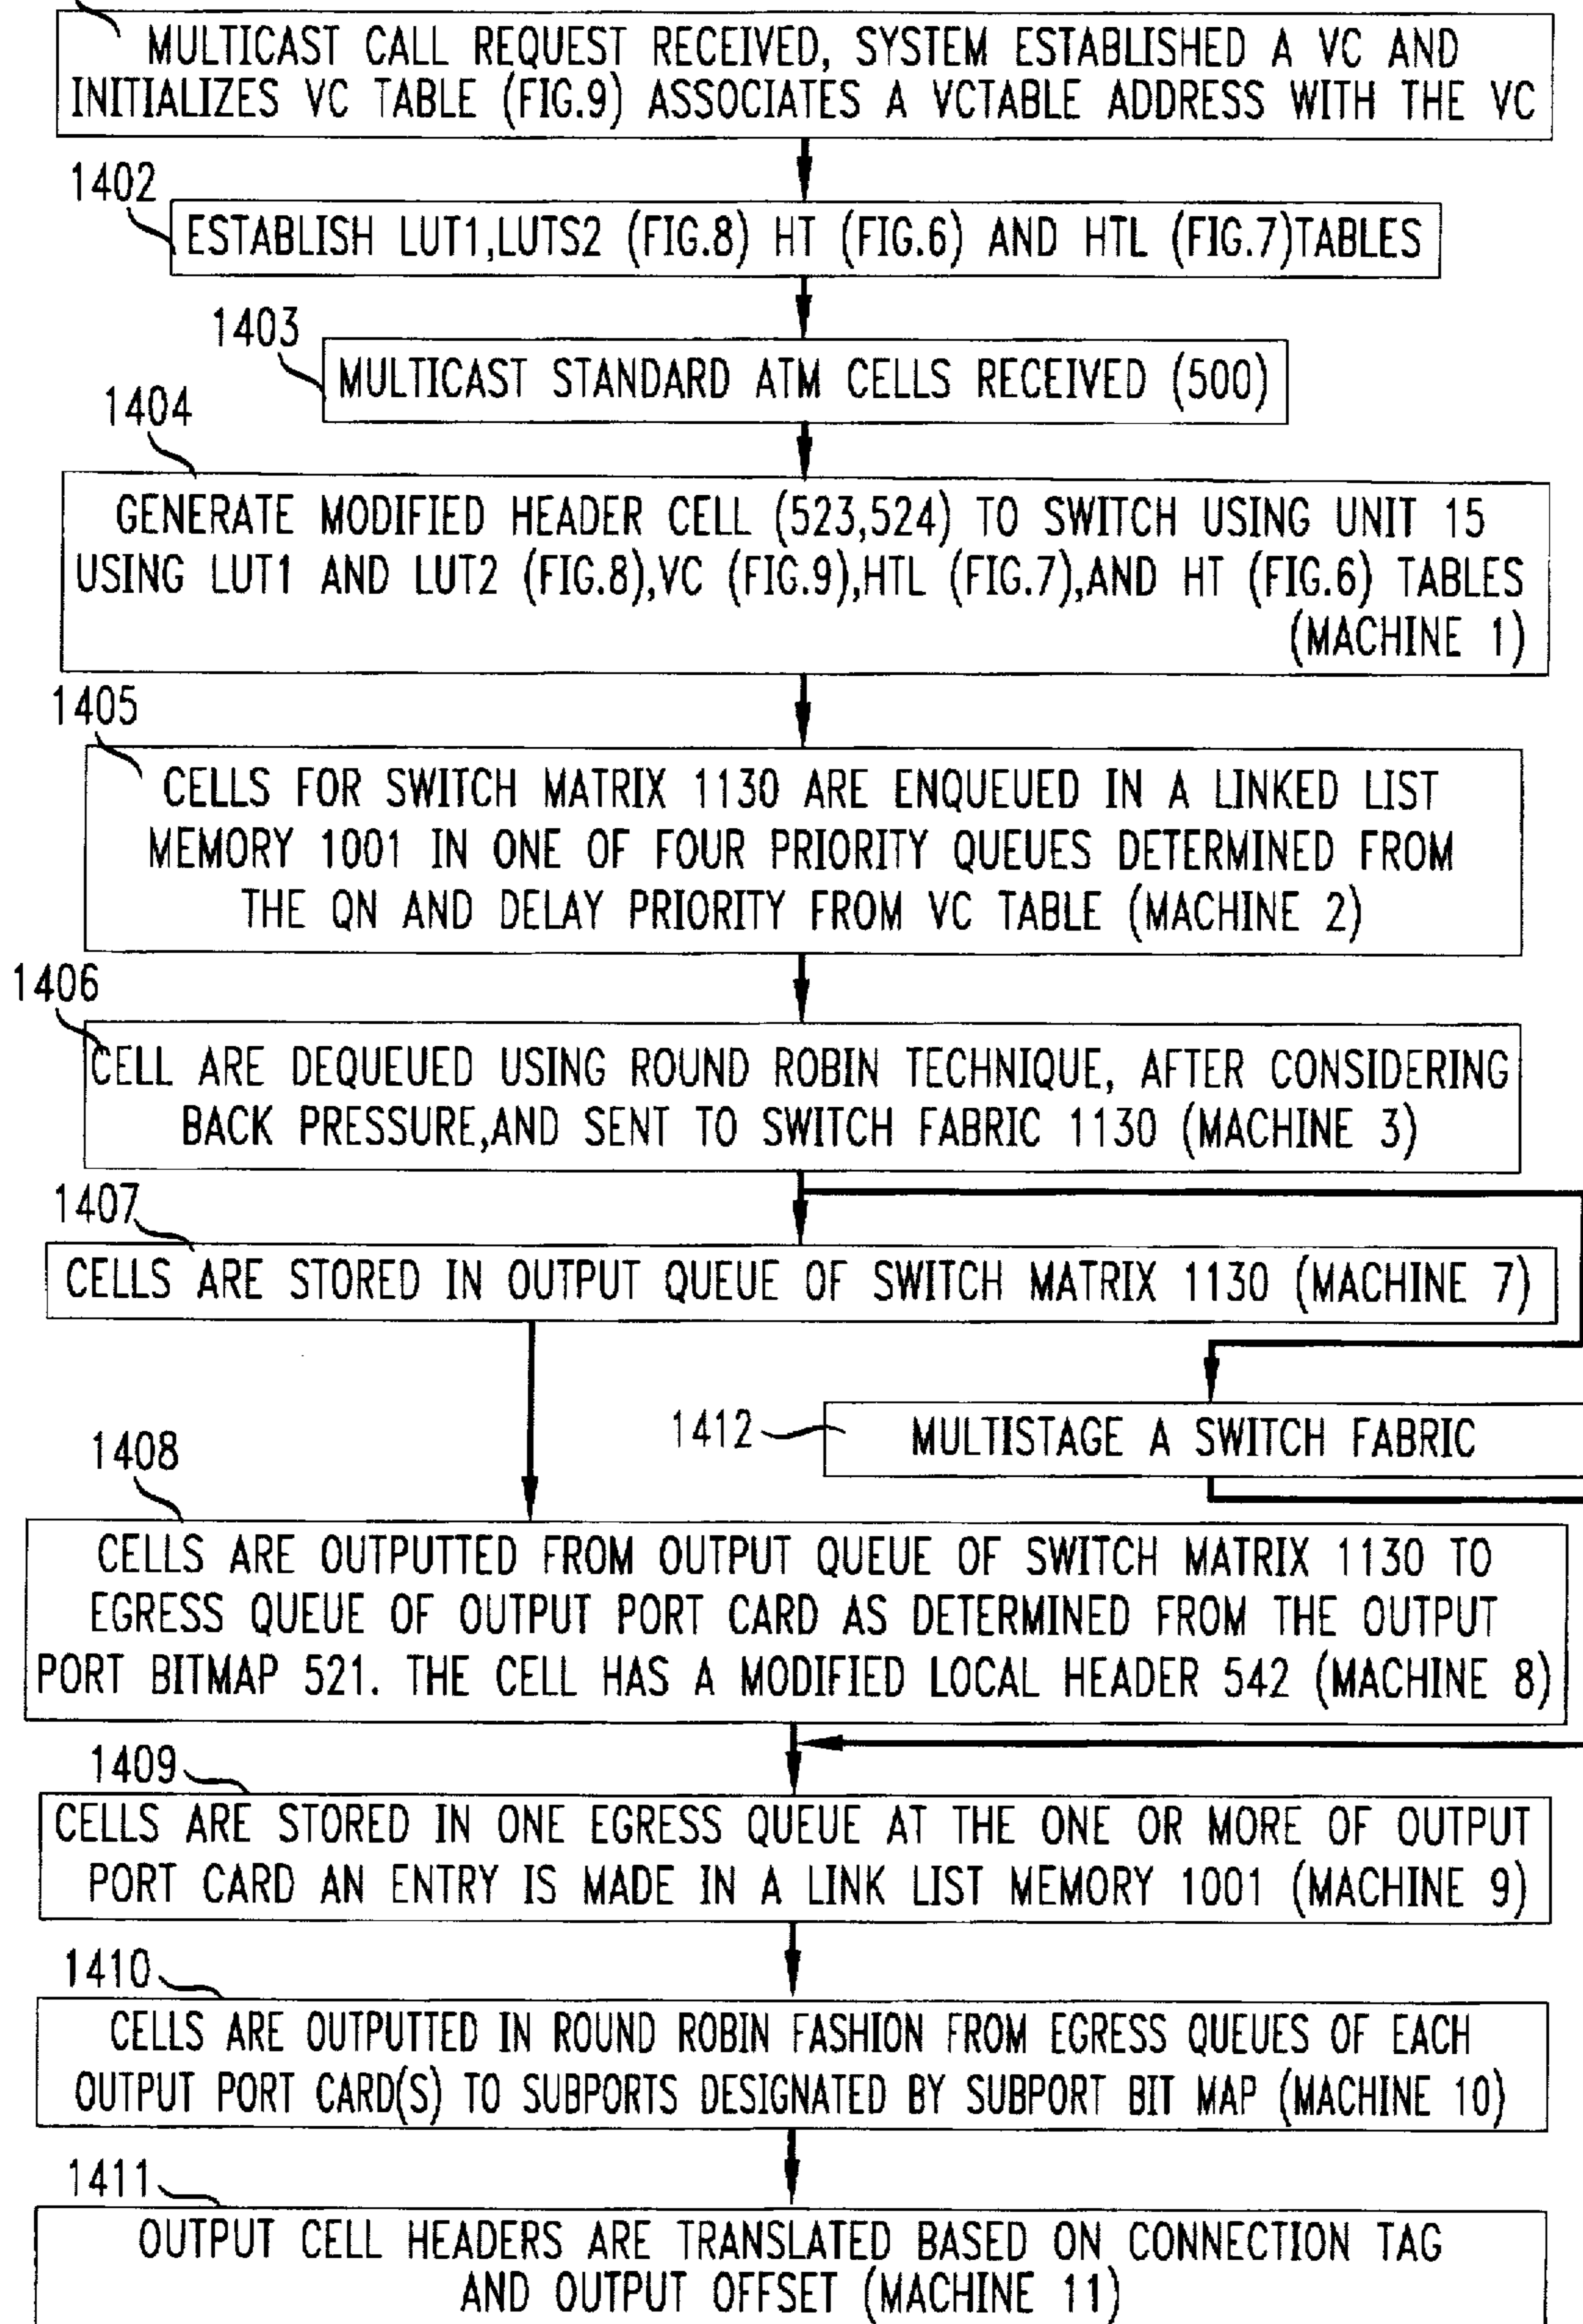 MULTICAST CALL REQUEST RECEIVED, SYSTEM ESTABLISHED A VC AND
INITIALIZES VC TABLE (FIG.9) ASSOCIATES A VCTABLE ADDRESS WITH THE VC
1402
ESTABLISH LUT1,LUTS2 (FIG.8) HT (FIG.6) AND HTL (FIG.7)TABLES
1403
MULTICAST STANDARD ATM CELLS RECEIVED (500)
1404
GENERATE MODIFIED HEADER CELL (523,524) TO SWITCH USING UNIT 15
USING LUT1 AND LUT2 (FIG.8),VC (FIG.9),HTL (FIG.7),AND HT (FIG.6) TABLES
(MACHINE 1)
1405
CELLS FOR SWITCH MATRIX 1130 ARE ENQUEUED IN A LINKED LIST
MEMORY 1001 IN ONE OF FOUR PRIORITY QUEUES DETERMINED FROM
THE QN AND DELAY PRIORITY FROM VC TABLE (MACHINE 2)
1406
CELL ARE DEQUEUED USING ROUND ROBIN TECHNIQUE, AFTER CONSIDERING
BACK PRESSURE,AND SENT TO SWITCH FABRIC 1130 (MACHINE 3)
1407
CELLS ARE STORED IN OUTPUT QUEUE OF SWITCH MATRIX 1130 (MACHINE 7)
1412
MULTISTAGE A SWITCH FABRIC
1408
CELLS ARE OUTPUTTED FROM OUTPUT QUEUE OF SWITCH MATRIX 1130 TO
EGRESS QUEUE OF OUTPUT PORT CARD AS DETERMINED FROM THE OUTPUT
PORT BITMAP 521. THE CELL HAS A MODIFIED LOCAL HEADER 542 (MACHINE 8)
1409
CELLS ARE STORED IN ONE EGRESS QUEUE AT THE ONE OR MORE OF OUTPUT
PORT CARD AN ENTRY IS MADE IN A LINK LIST MEMORY 1001 (MACHINE 9)
1410
CELLS ARE OUTPUTTED IN ROUND ROBIN FASHION FROM EGRESS QUEUES OF EACH
OUTPUT PORT CARD(S) TO SUBPORTS DESIGNATED BY SUBPORT BIT MAP (MACHINE 10)
1411
OUTPUT CELL HEADERS ARE TRANSLATED BASED ON CONNECTION TAG
AND OUTPUT OFFSET (MACHINE 11)